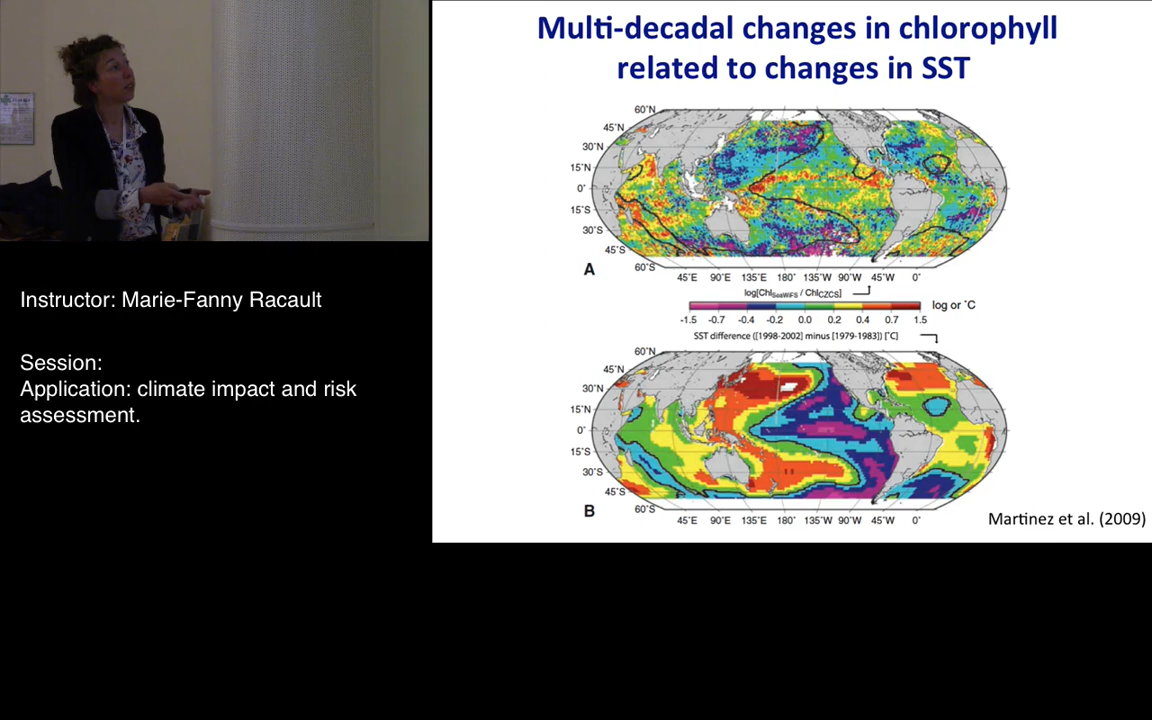 Multi-decadal changes in chlorophyll
related to changes in SST
60˚N
45˚N
30˚N
15˚N
0˚
15˚S
30˚S
45˚S
60˚S
A
45˚E 90˚E 135˚E 180˚ 135˚W 90˚W 45˚W 0˚
log[ChlSeaWiFS / ChlCZCS]
log or ˚C
-1.5 -0.7 -0.4 -0.2 0.0 0.2 0.4 0.7 1.5
SST difference ([1998-2002] minus [1979-1983]) [˚C]
60˚N
45˚N
30˚N
15˚N
0˚
15˚S
30˚S
45˚S
60˚S
B
45˚E 90˚E 135˚E 180˚ 135˚W 90˚W 45˚W 0˚
Martinez et al. (2009)
Instructor: Marie-Fanny Racault
Session:
Application: climate impact and risk
assessment.